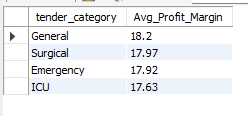 tender_category Avg_Profit_Margin
General 18.2
Surgical 17.97
Emergency 17.92
ICU 17.63